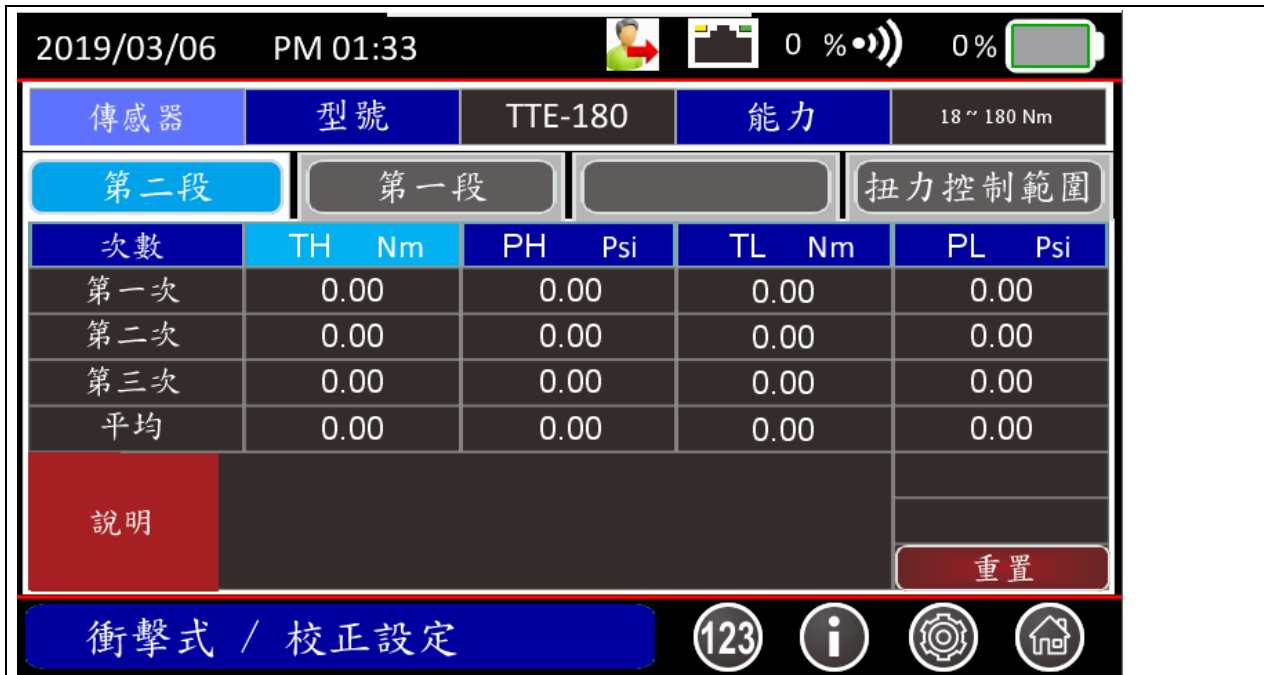 2019/03/06 PM 01:33 0 % 0%
傳感器 型號 TTE-180 能力 18 ~ 180 Nm
第二段 第一段 扭力控制範圍
次數 TH Nm PH Psi TL Nm PL Psi
第一次 0.00 0.00 0.00 0.00
第二次 0.00 0.00 0.00 0.00
第三次 0.00 0.00 0.00 0.00
平均 0.00 0.00 0.00 0.00
說明
重置
衝擊式 / 校正設定 123 i